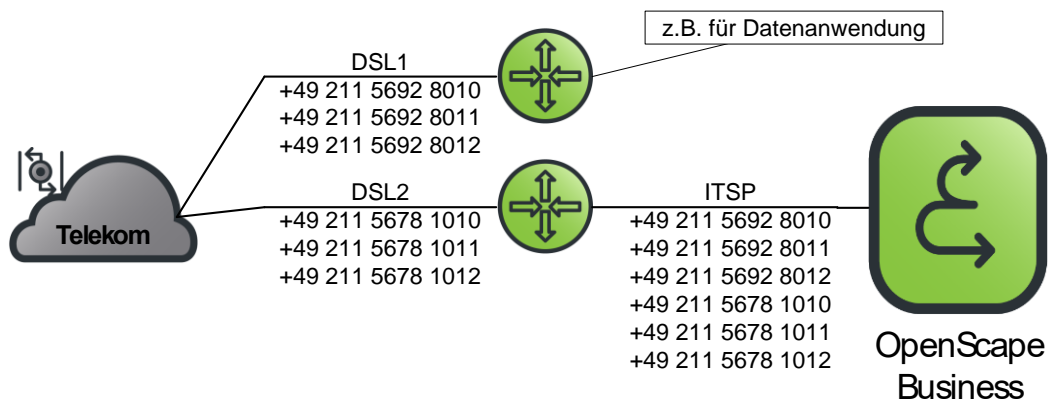 z.B. für Datenanwendung
DSL1
+49 211 5692 8010
+49 211 5692 8011
+49 211 5692 8012
Telekom
DSL2
+49 211 5678 1010
+49 211 5678 1011
+49 211 5678 1012
ITSP
+49 211 5692 8010
+49 211 5692 8011
+49 211 5692 8012
+49 211 5678 1010
+49 211 5678 1011
+49 211 5678 1012
OpenScape
Business